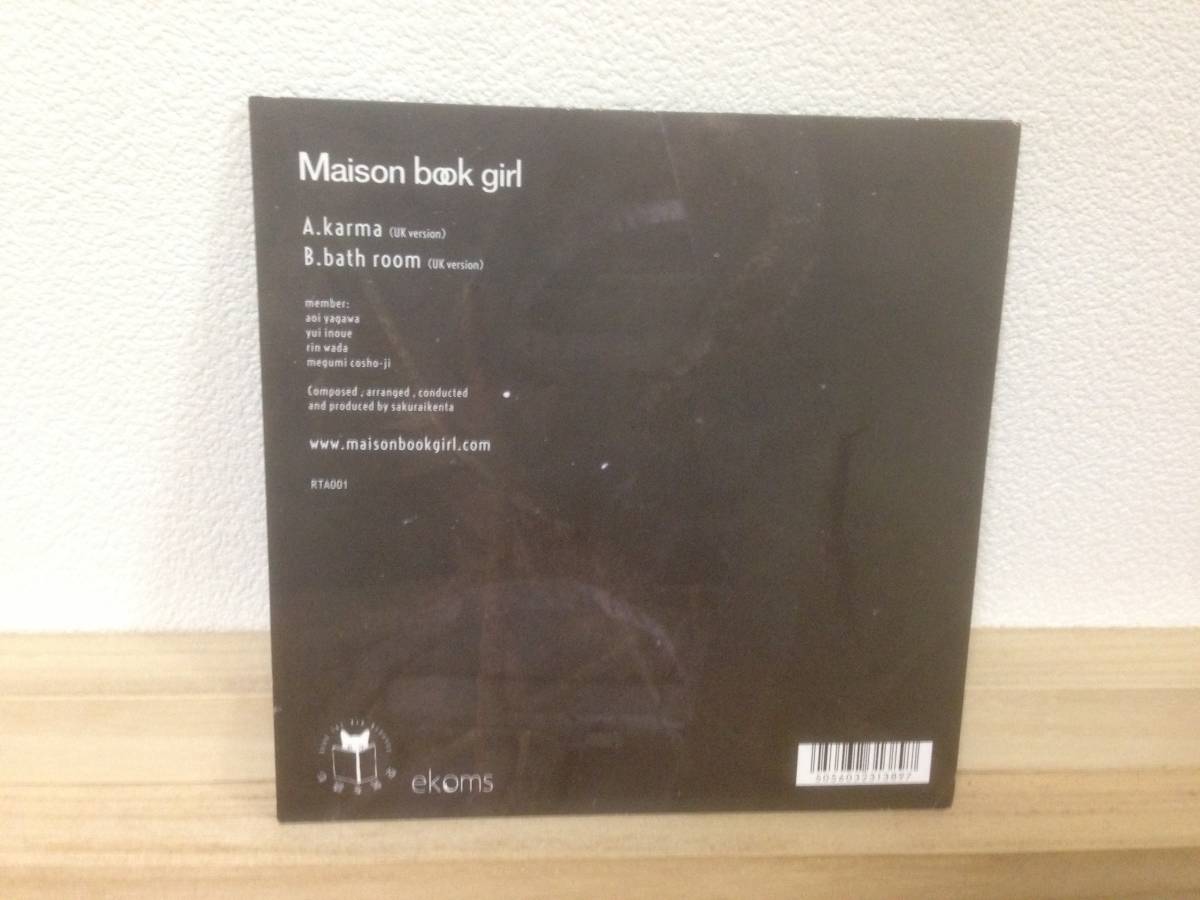 Maison book girl
A.karma (UK version)
B.bath room (UK version)
member:
aoi yagawa
yui inoue
rin wada
megumi cosho-ji
Composed , arranged , conducted
and produced by sakuraikenta
www.maisonbookgirl.com
RTA001
ekoms
5056032313897